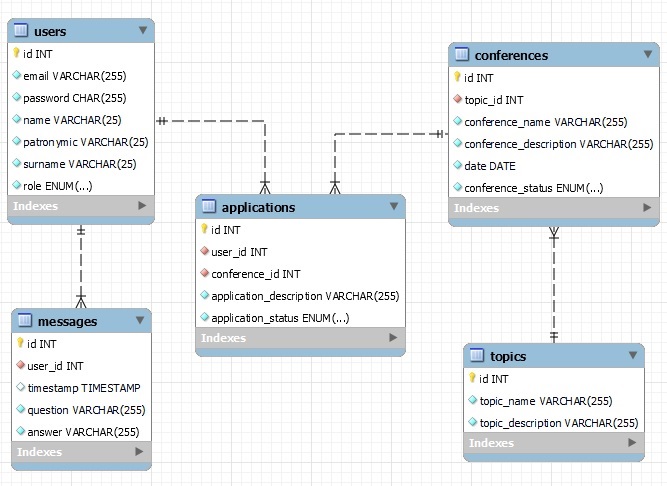 users
id INT
email VARCHAR(255)
password CHAR(255)
name VARCHAR(25)
patronymic VARCHAR(25)
surname VARCHAR(25)
role ENUM(...)
Indexes
conferences
id INT
topic_id INT
conference_name VARCHAR(255)
conference_description VARCHAR(255)
date DATE
conference_status ENUM(...)
Indexes
applications
id INT
user_id INT
conference_id INT
application_description VARCHAR(255)
application_status ENUM(...)
Indexes
messages
id INT
user_id INT
timestamp TIMESTAMP
question VARCHAR(255)
answer VARCHAR(255)
Indexes
topics
id INT
topic_name VARCHAR(255)
topic_description VARCHAR(255)
Indexes